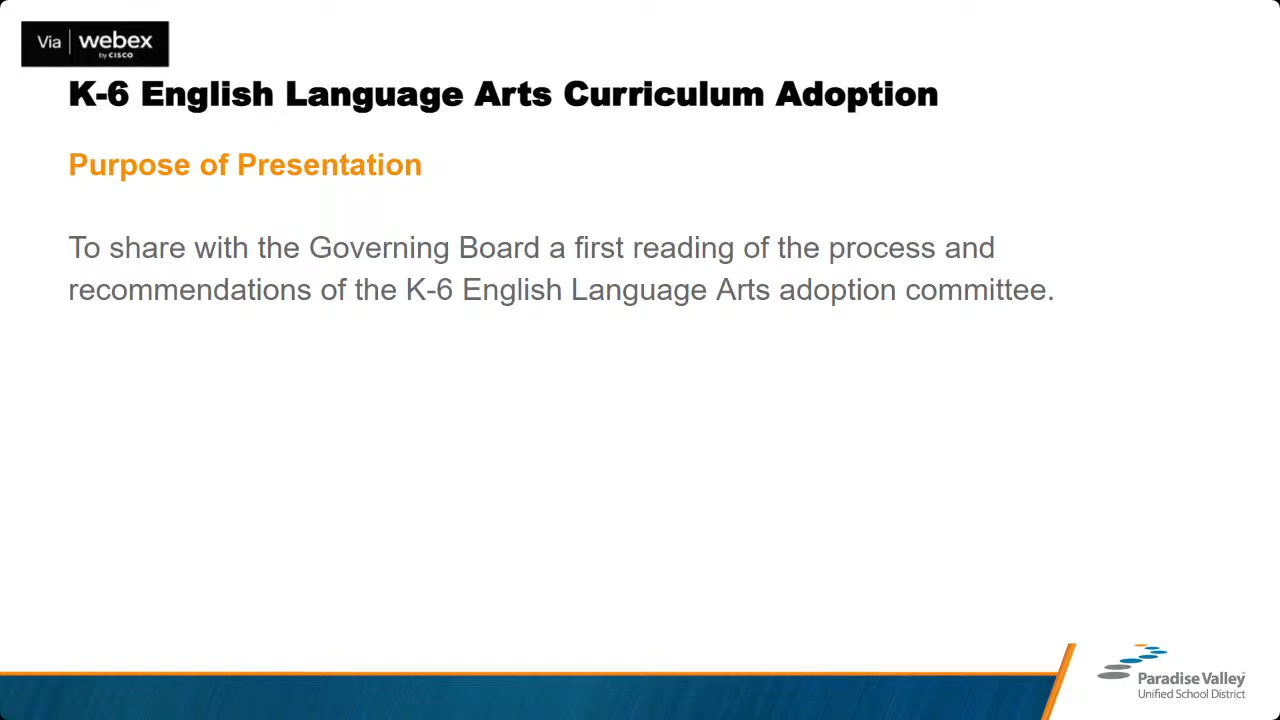 Via webex
by CISCO
K-6 English Language Arts Curriculum Adoption
Purpose of Presentation
To share with the Governing Board a first reading of the process and
recommendations of the K-6 English Language Arts adoption committee.
Paradise Valley
Unified School District